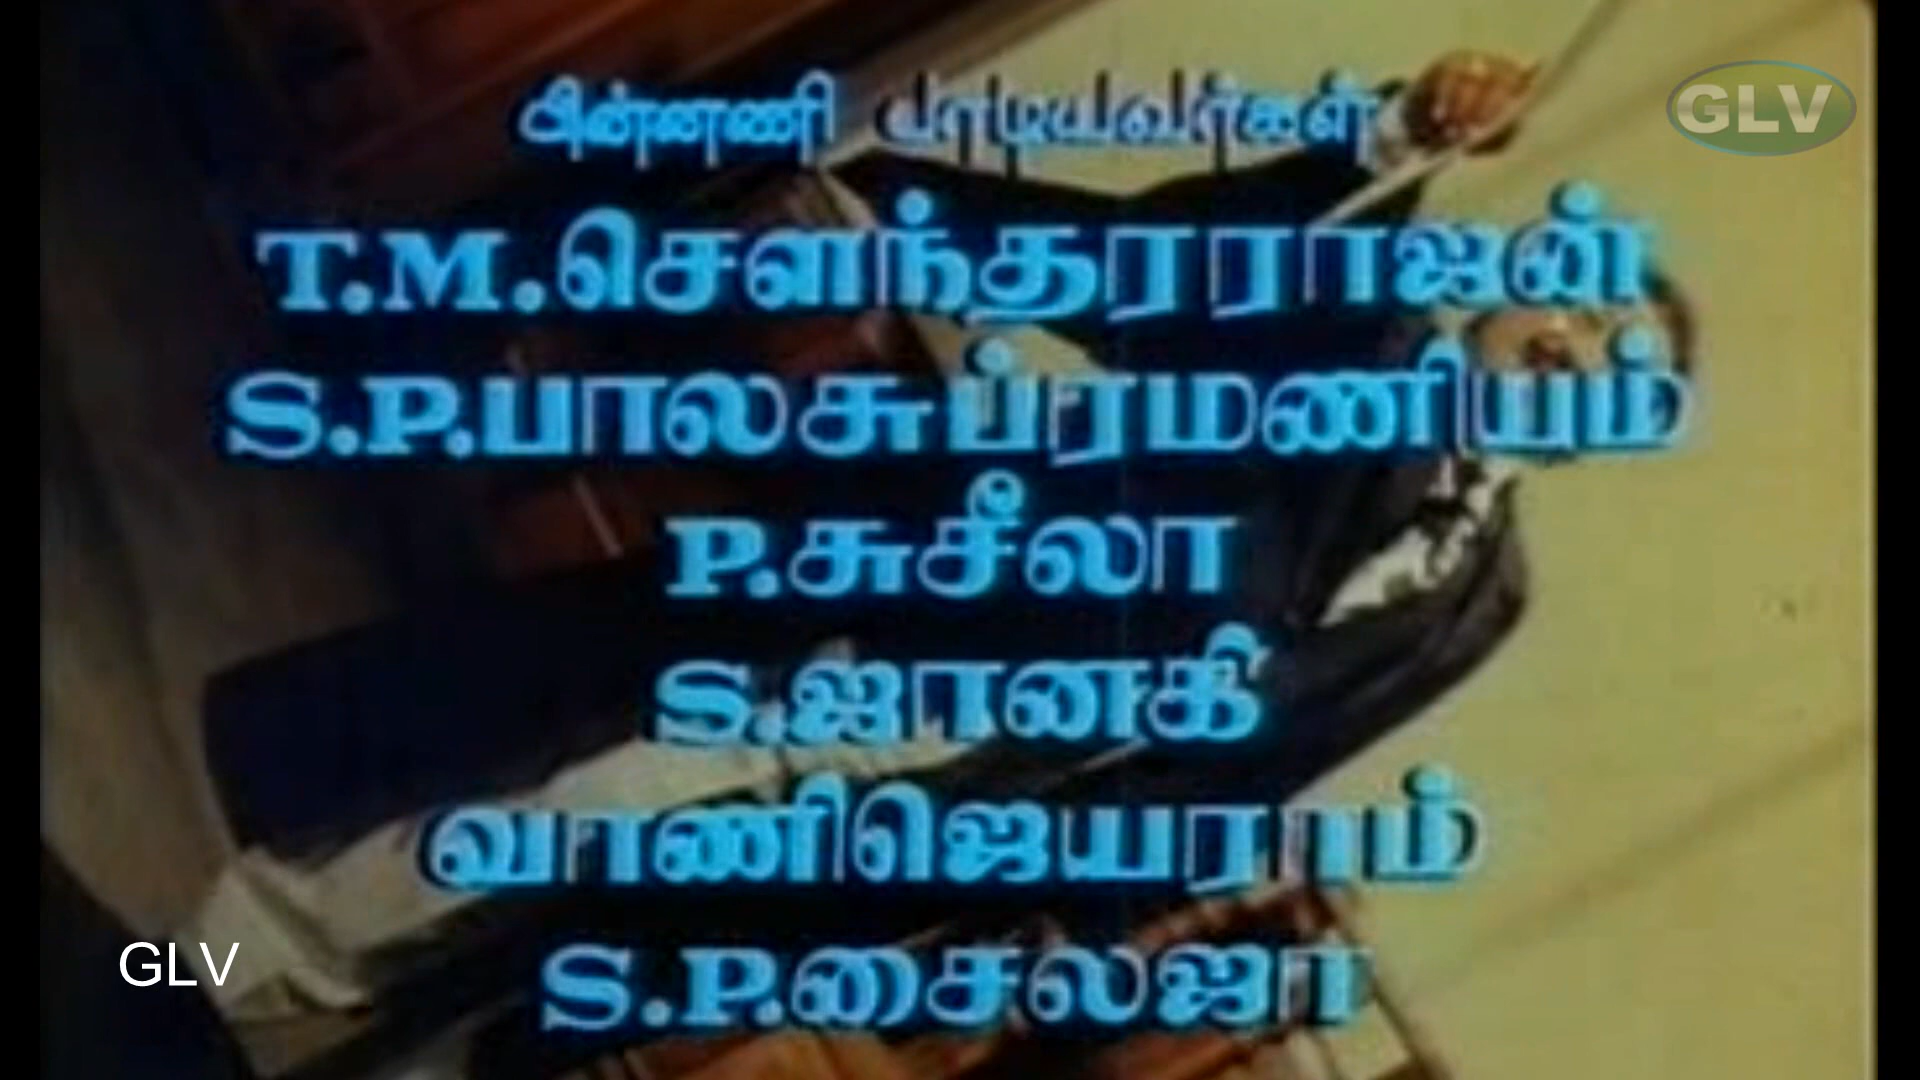 பின்னணி பாடியவர்கள்
GLV
T.M.சௌந்தரராஜன்
S.P.பாலசுப்ரமணியம்
P.சுசீலா
S.ஜானகி
வாணிஜெயராம்
GLV
S.P.சைலஜா